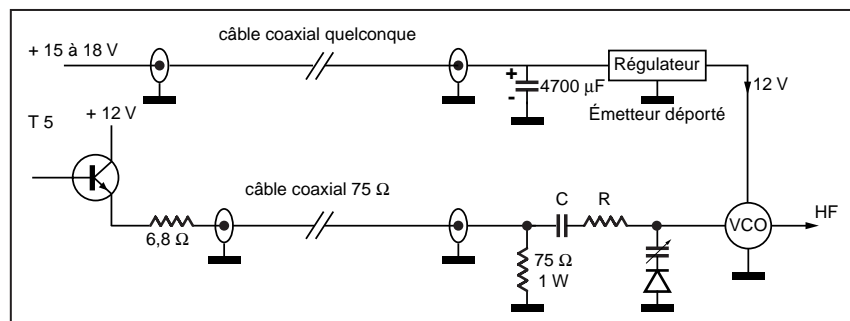 câble coaxial quelconque
+ 15 à 18 V
Régulateur
+
-
4700 µF
12 V
Émetteur déporté
+ 12 V
T 5
câble coaxial 75 Ω
C
R
HF
VCO
6,8 Ω
75 Ω
1 W